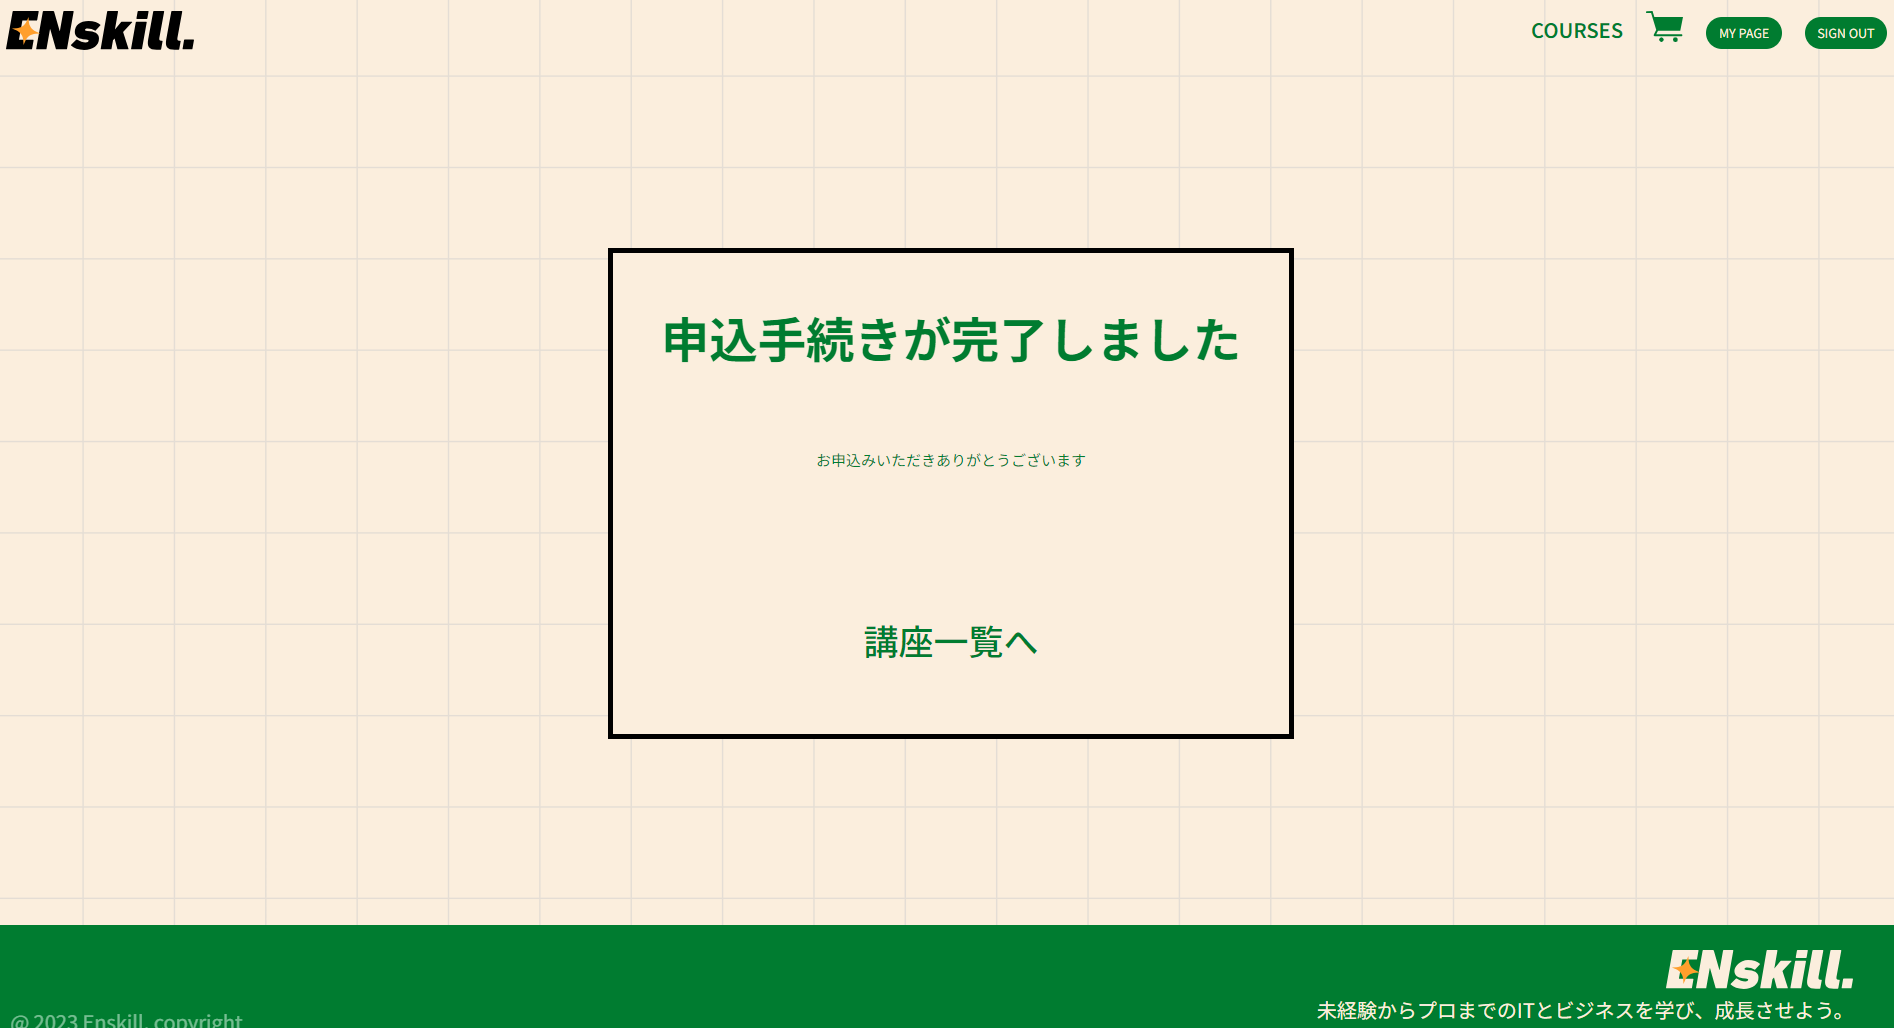 ENskill.
COURSES
MY PAGE
SIGN OUT
申込手続きが完了しました
お申込みいただきありがとうございます
講座一覧へ
ENskill.
未経験からプロまでのITとビジネスを学び、成長させよう。
@ 2023 Enskill. copyright